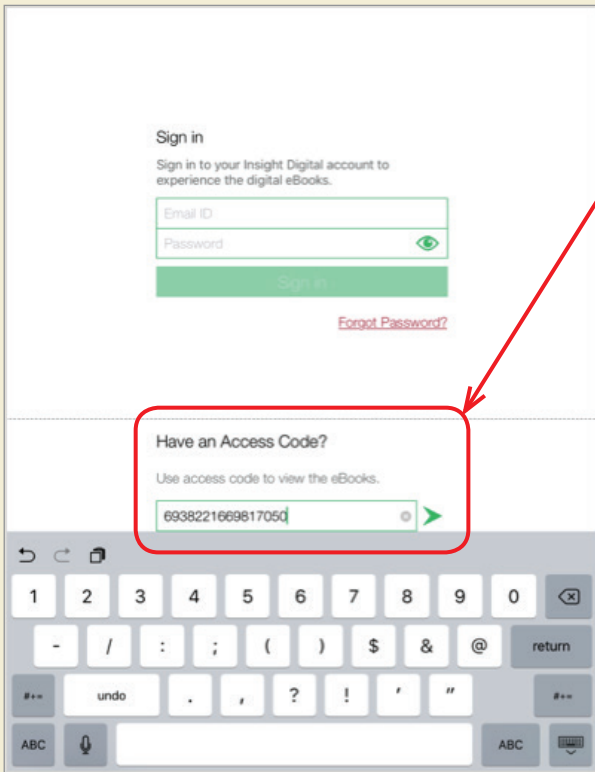 Sign in
Sign in to your Insight Digital account to
experience the digital eBooks.
Email ID
Password
Sign in
Forgot Password?
Have an Access Code?
Use access code to view the eBooks.
6938221669817050
1 2 3 4 5 6 7 8 9 0
- / : ; ( ) $ & @ return
#+= undo . , ? ! ' " #+=
ABC ABC